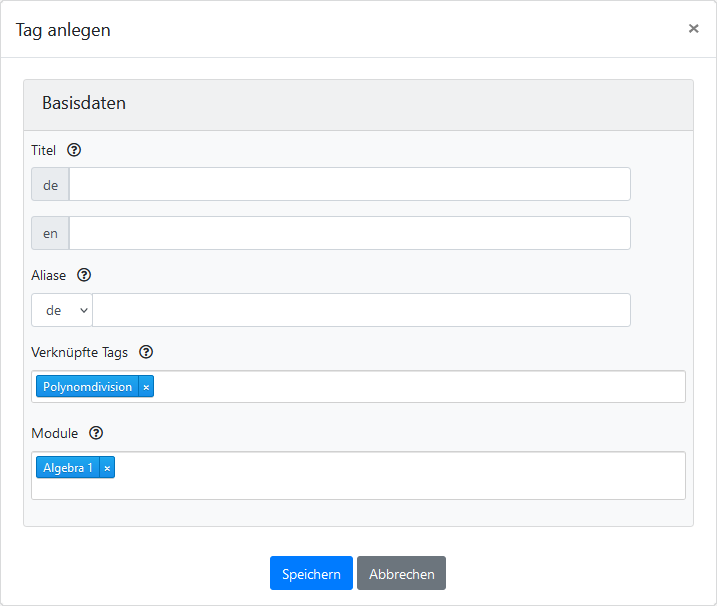 Tag anlegen ×
Basisdaten
Titel ?
de
en
Aliase ?
de
Verknüpfte Tags ?
Polynomdivision ×
Module ?
Algebra 1 ×
Speichern Abbrechen